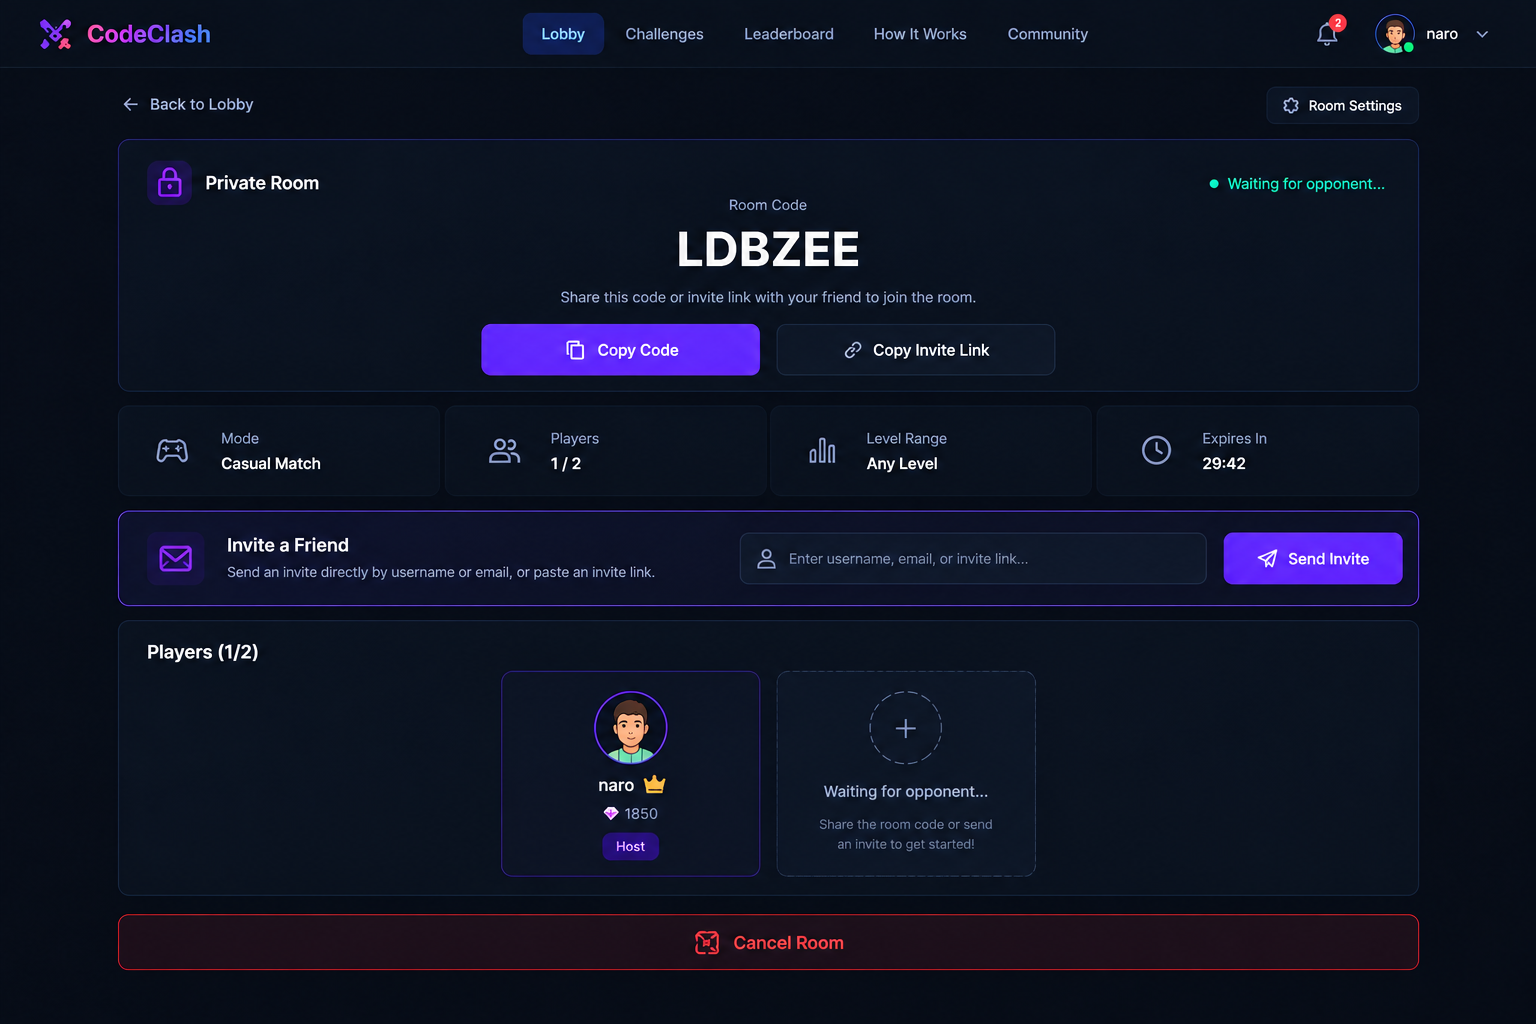 CodeClash
Lobby
Challenges
Leaderboard
How It Works
Community
2
naro
Back to Lobby
Room Settings
Private Room
Waiting for opponent...
Room Code
LDBZEE
Share this code or invite link with your friend to join the room.
Copy Code
Copy Invite Link
Mode
Casual Match
Players
1 / 2
Level Range
Any Level
Expires In
29:42
Invite a Friend
Send an invite directly by username or email, or paste an invite link.
Enter username, email, or invite link...
Send Invite
Players (1/2)
naro
1850
Host
Waiting for opponent...
Share the room code or send
an invite to get started!
Cancel Room